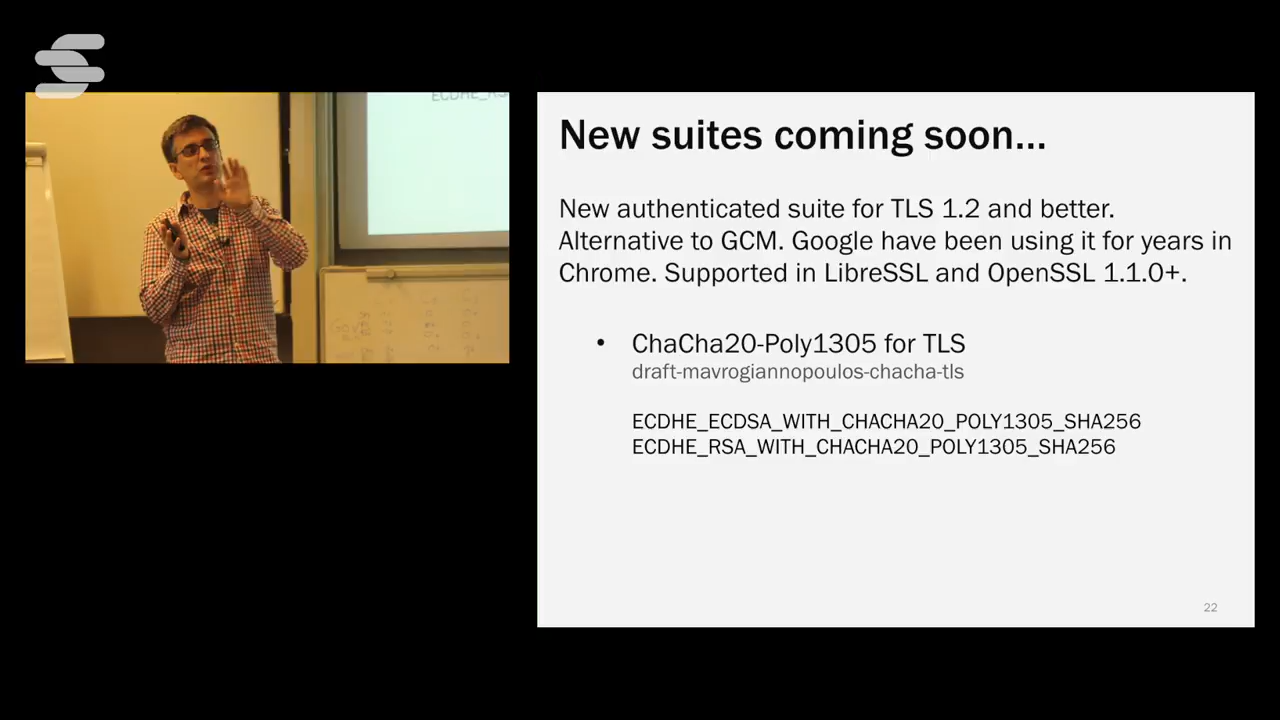 ECDHE_RS
New suites coming soon...
New authenticated suite for TLS 1.2 and better.
Alternative to GCM. Google have been using it for years in
Chrome. Supported in LibreSSL and OpenSSL 1.1.0+.
• ChaCha20-Poly1305 for TLS
draft-mavrogiannopoulos-chacha-tls
ECDHE_ECDSA_WITH_CHACHA20_POLY1305_SHA256
ECDHE_RSA_WITH_CHACHA20_POLY1305_SHA256
22